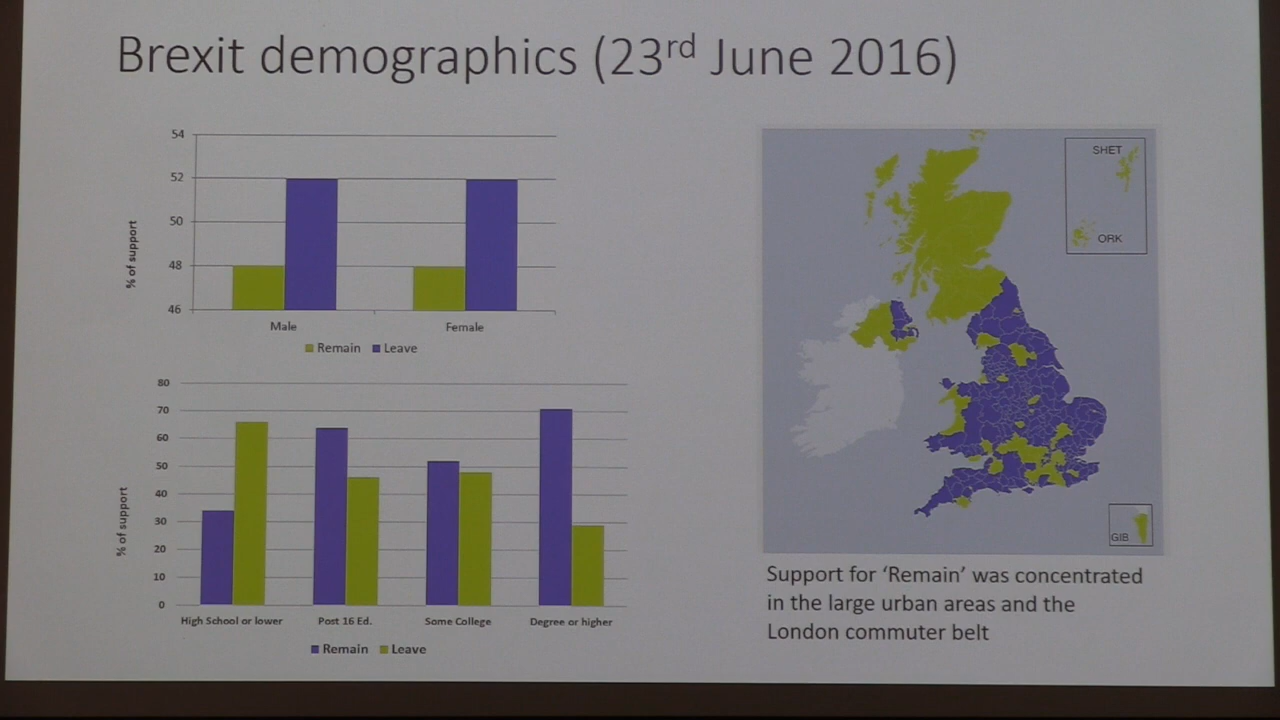 Brexit demographics (23rd June 2016)
54
52
50
48
46
% of support
Male Female
Remain Leave
80
70
60
50
40
30
20
10
0
% of support
High School or lower Post 16 Ed. Some College Degree or higher
Remain Leave
SHET
ORK
GIB
Support for ‘Remain’ was concentrated
in the large urban areas and the
London commuter belt